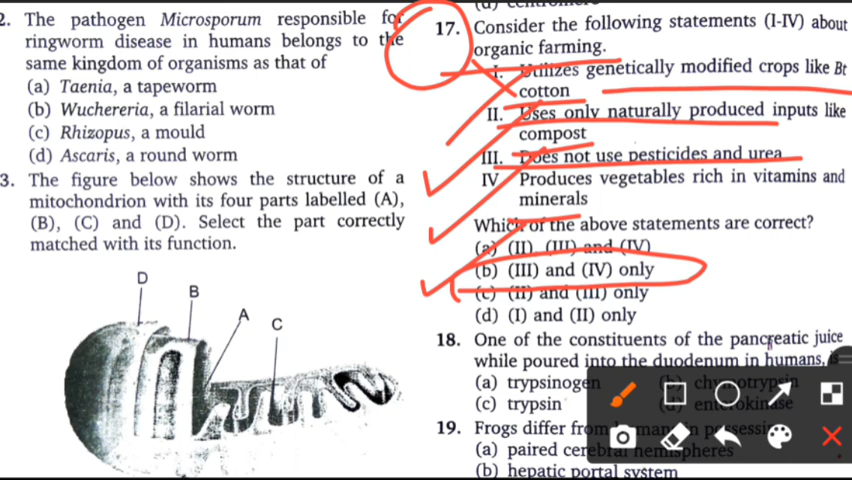 2. The pathogen Microsporum responsible for
ringworm disease in humans belongs to the
same kingdom of organisms as that of
(a) Taenia, a tapeworm
(b) Wuchereria, a filarial worm
(c) Rhizopus, a mould
(d) Ascaris, a round worm
3. The figure below shows the structure of a
mitochondrion with its four parts labelled (A),
(B), (C) and (D). Select the part correctly
matched with its function.
D
B
A
C
17. Consider the following statements (I-IV) about
organic farming.
I. Utilizes genetically modified crops like Bt
cotton
II. Uses only naturally produced inputs like
compost
III. Does not use pesticides and urea
IV Produces vegetables rich in vitamins and
minerals
Which of the above statements are correct?
(a) (II), (III) and (IV)
(b) (III) and (IV) only
(c) (II) and (III) only
(d) (I) and (II) only
18. One of the constituents of the pancreatic juice
while poured into the duodenum in humans, is
(a) trypsinogen (b) chymotrypsin
(c) trypsin (d) enterokinase
19. Frogs differ from humans in possessing
(a) paired cerebral hemispheres
(b) hepatic portal system